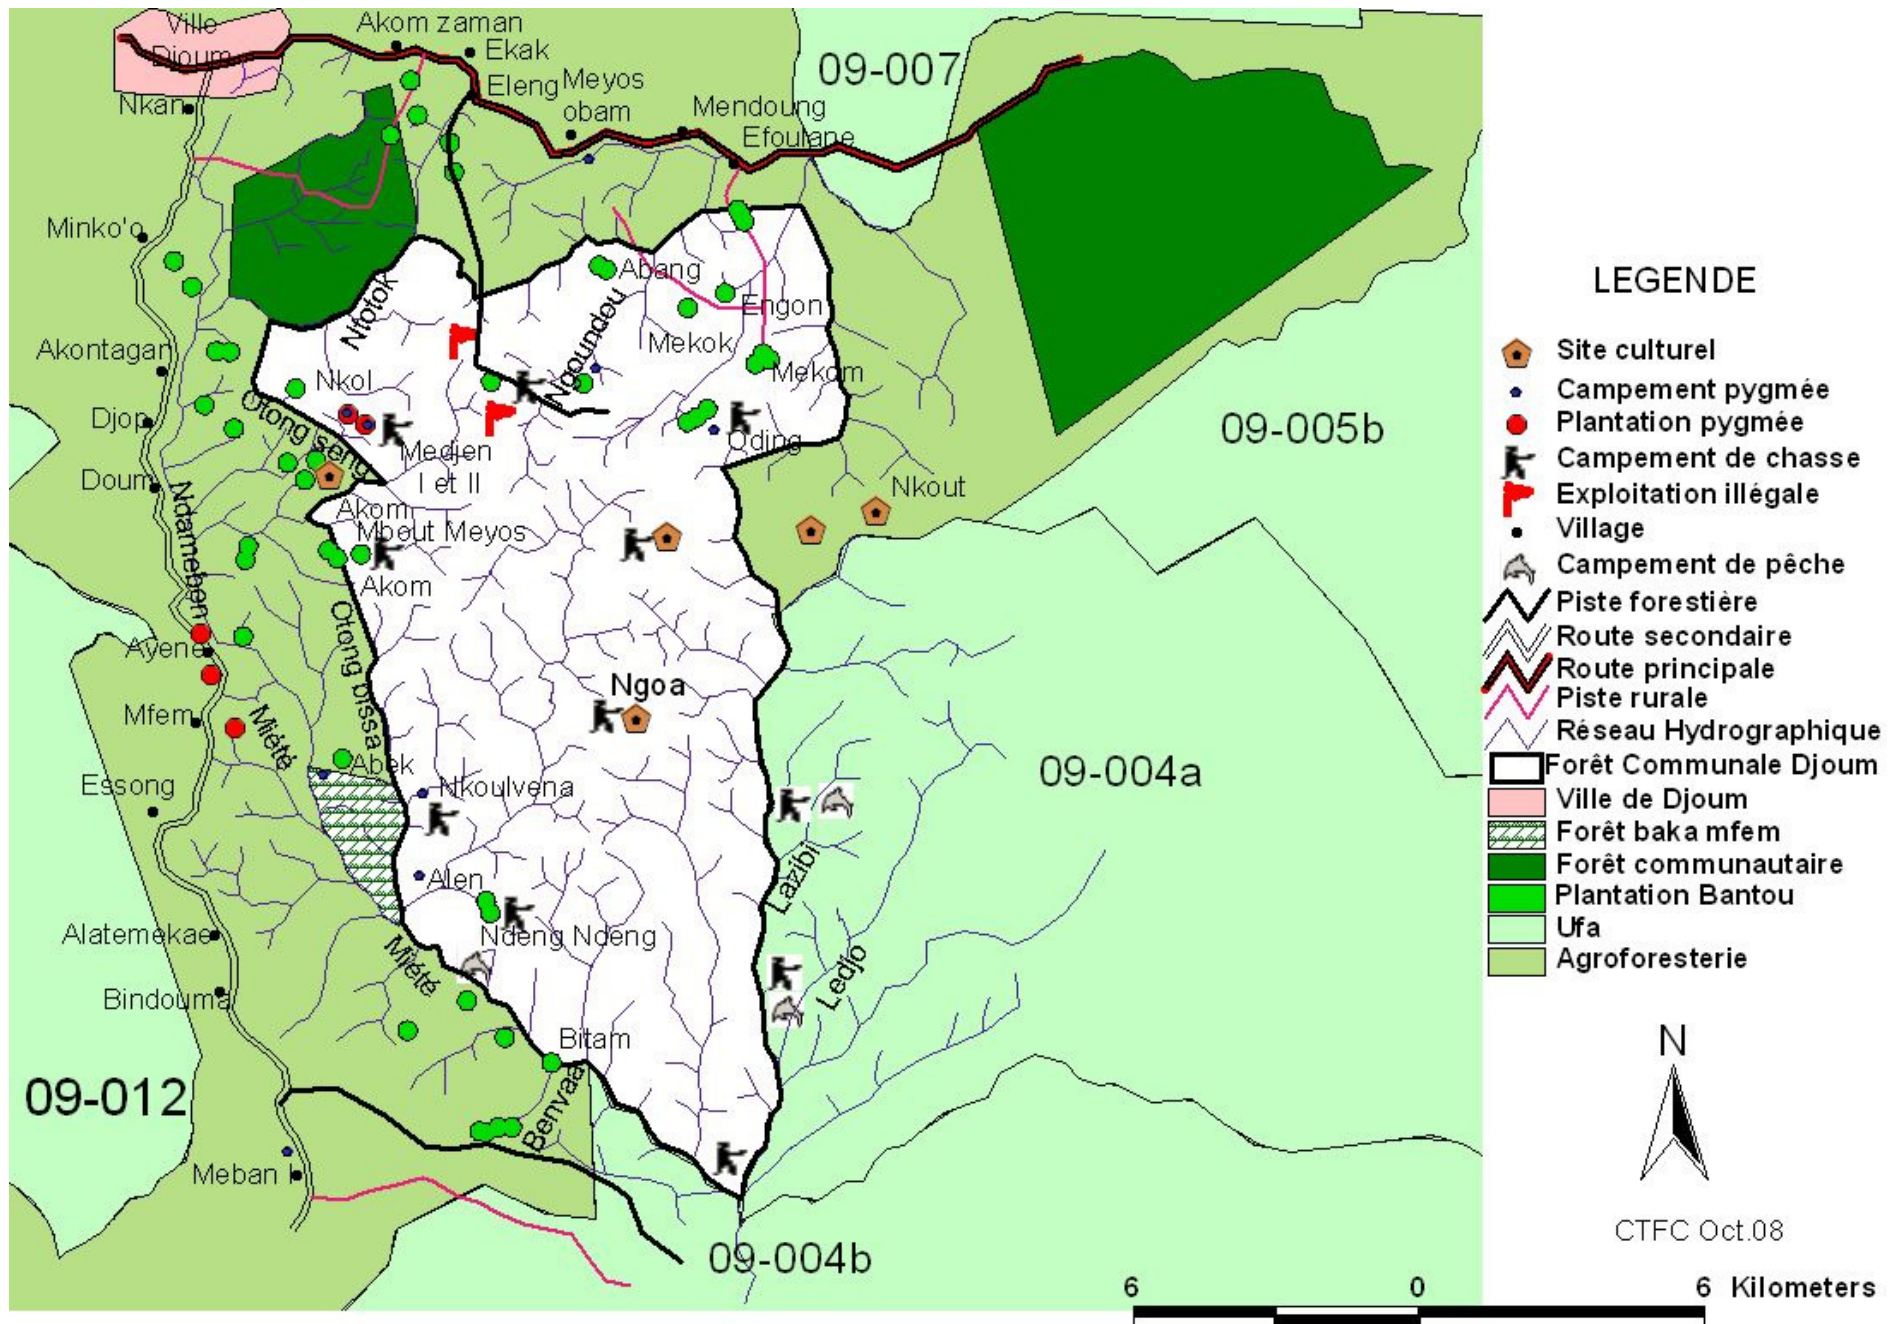 Ville
Djoum
Akom zaman
Ekak
Eleng
Meyos
obam
Mendoung
Efoulane
09-007
Nkan
Minko'o
Akontagan
Djop
Doum
Ndamebem
Ayene
Mfem
Essong
Alatemekae
Bindouma
Meban I
Ntotok
Nkol
Otong seng
Medjen
I et II
Akom
Mbout Meyos
Akom
Otong bissa
Miété
Abek
Nkoulvena
Alen
Ndeng Ndeng
Miété
Bitam
Benvaa
Abang
Ngoundou
Engon
Mekok
Mekom
Oding
Nkout
Ngoa
Lazibi
Ledjo
09-005b
09-004a
09-012
09-004b
LEGENDE
Site culturel
Campement pygmée
Plantation pygmée
Campement de chasse
Exploitation illégale
Village
Campement de pêche
Piste forestière
Route secondaire
Route principale
Piste rurale
Réseau Hydrographique
Forêt Communale Djoum
Ville de Djoum
Forêt baka mfem
Forêt communautaire
Plantation Bantou
Ufa
Agroforesterie
N
CTFC Oct.08
6 0 6 Kilometers